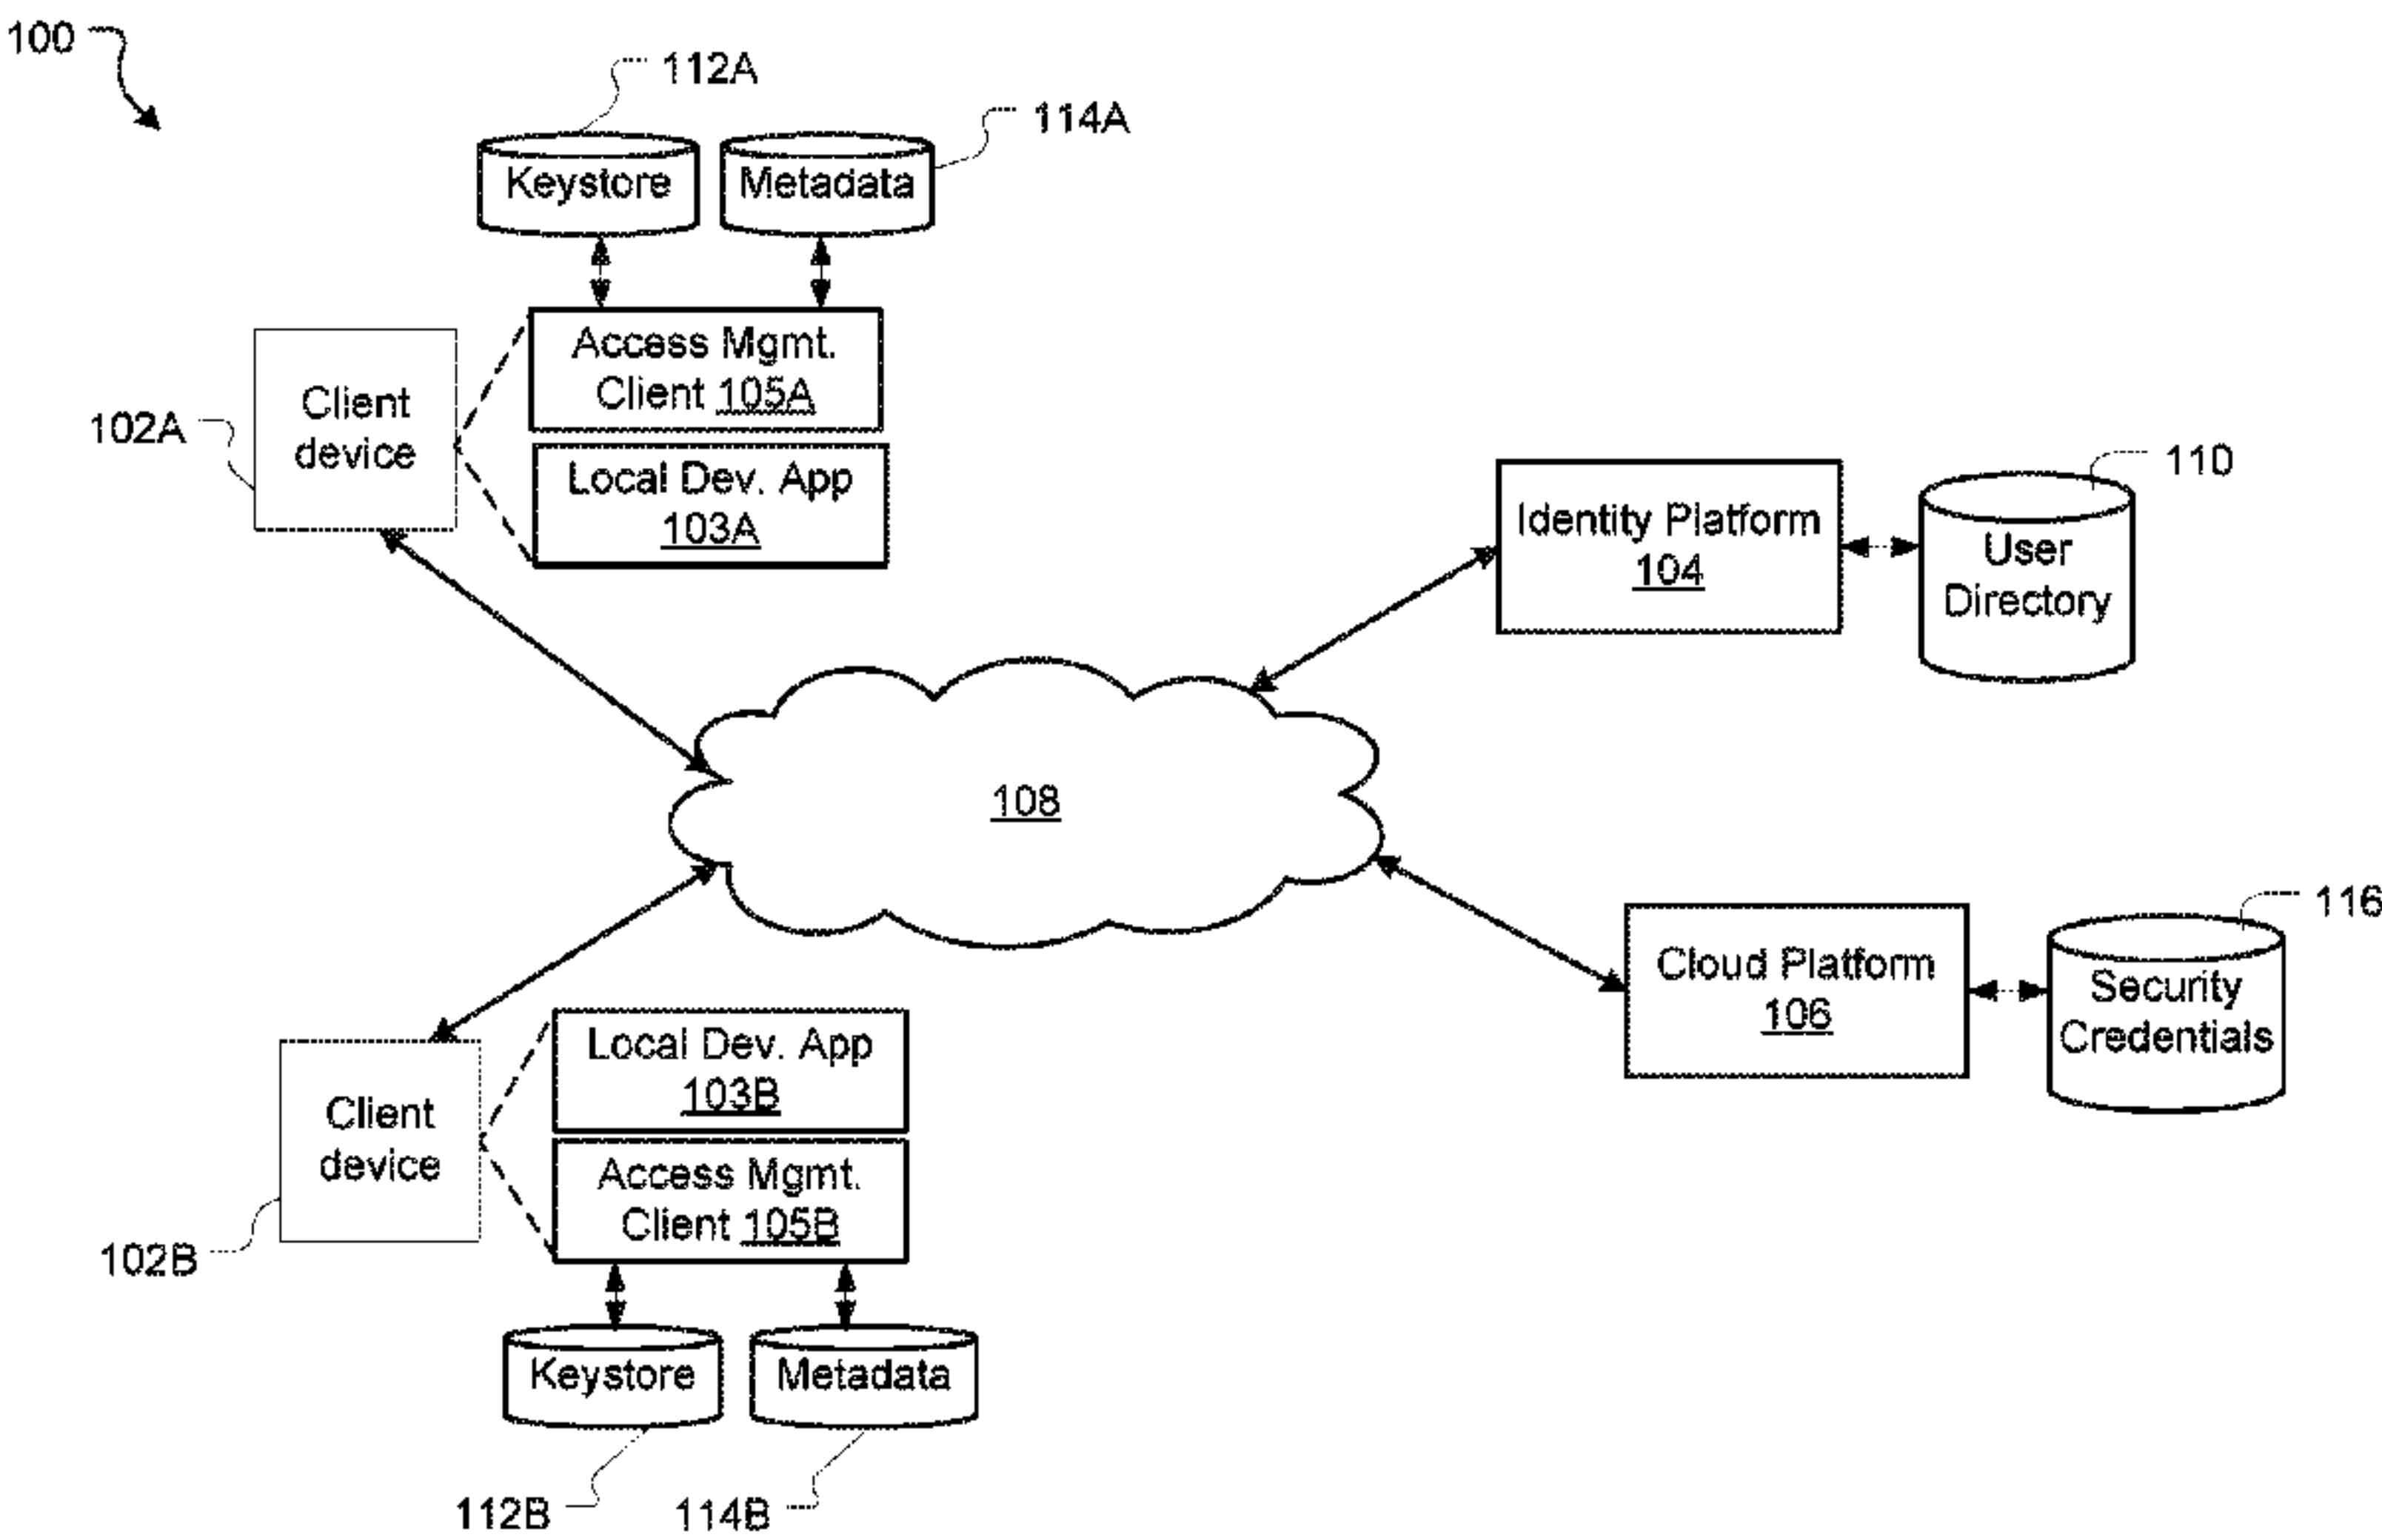 100
112A
114A
Keystore
Metadata
Access Mgmt.
Client 105A
Client
device
102A
Local Dev. App
103A
110
Identity Platform
104
User
Directory
108
116
Cloud Platform
106
Security
Credentials
Local Dev. App
103B
Client
device
Access Mgmt.
Client 105B
102B
Keystore
Metadata
112B
114B